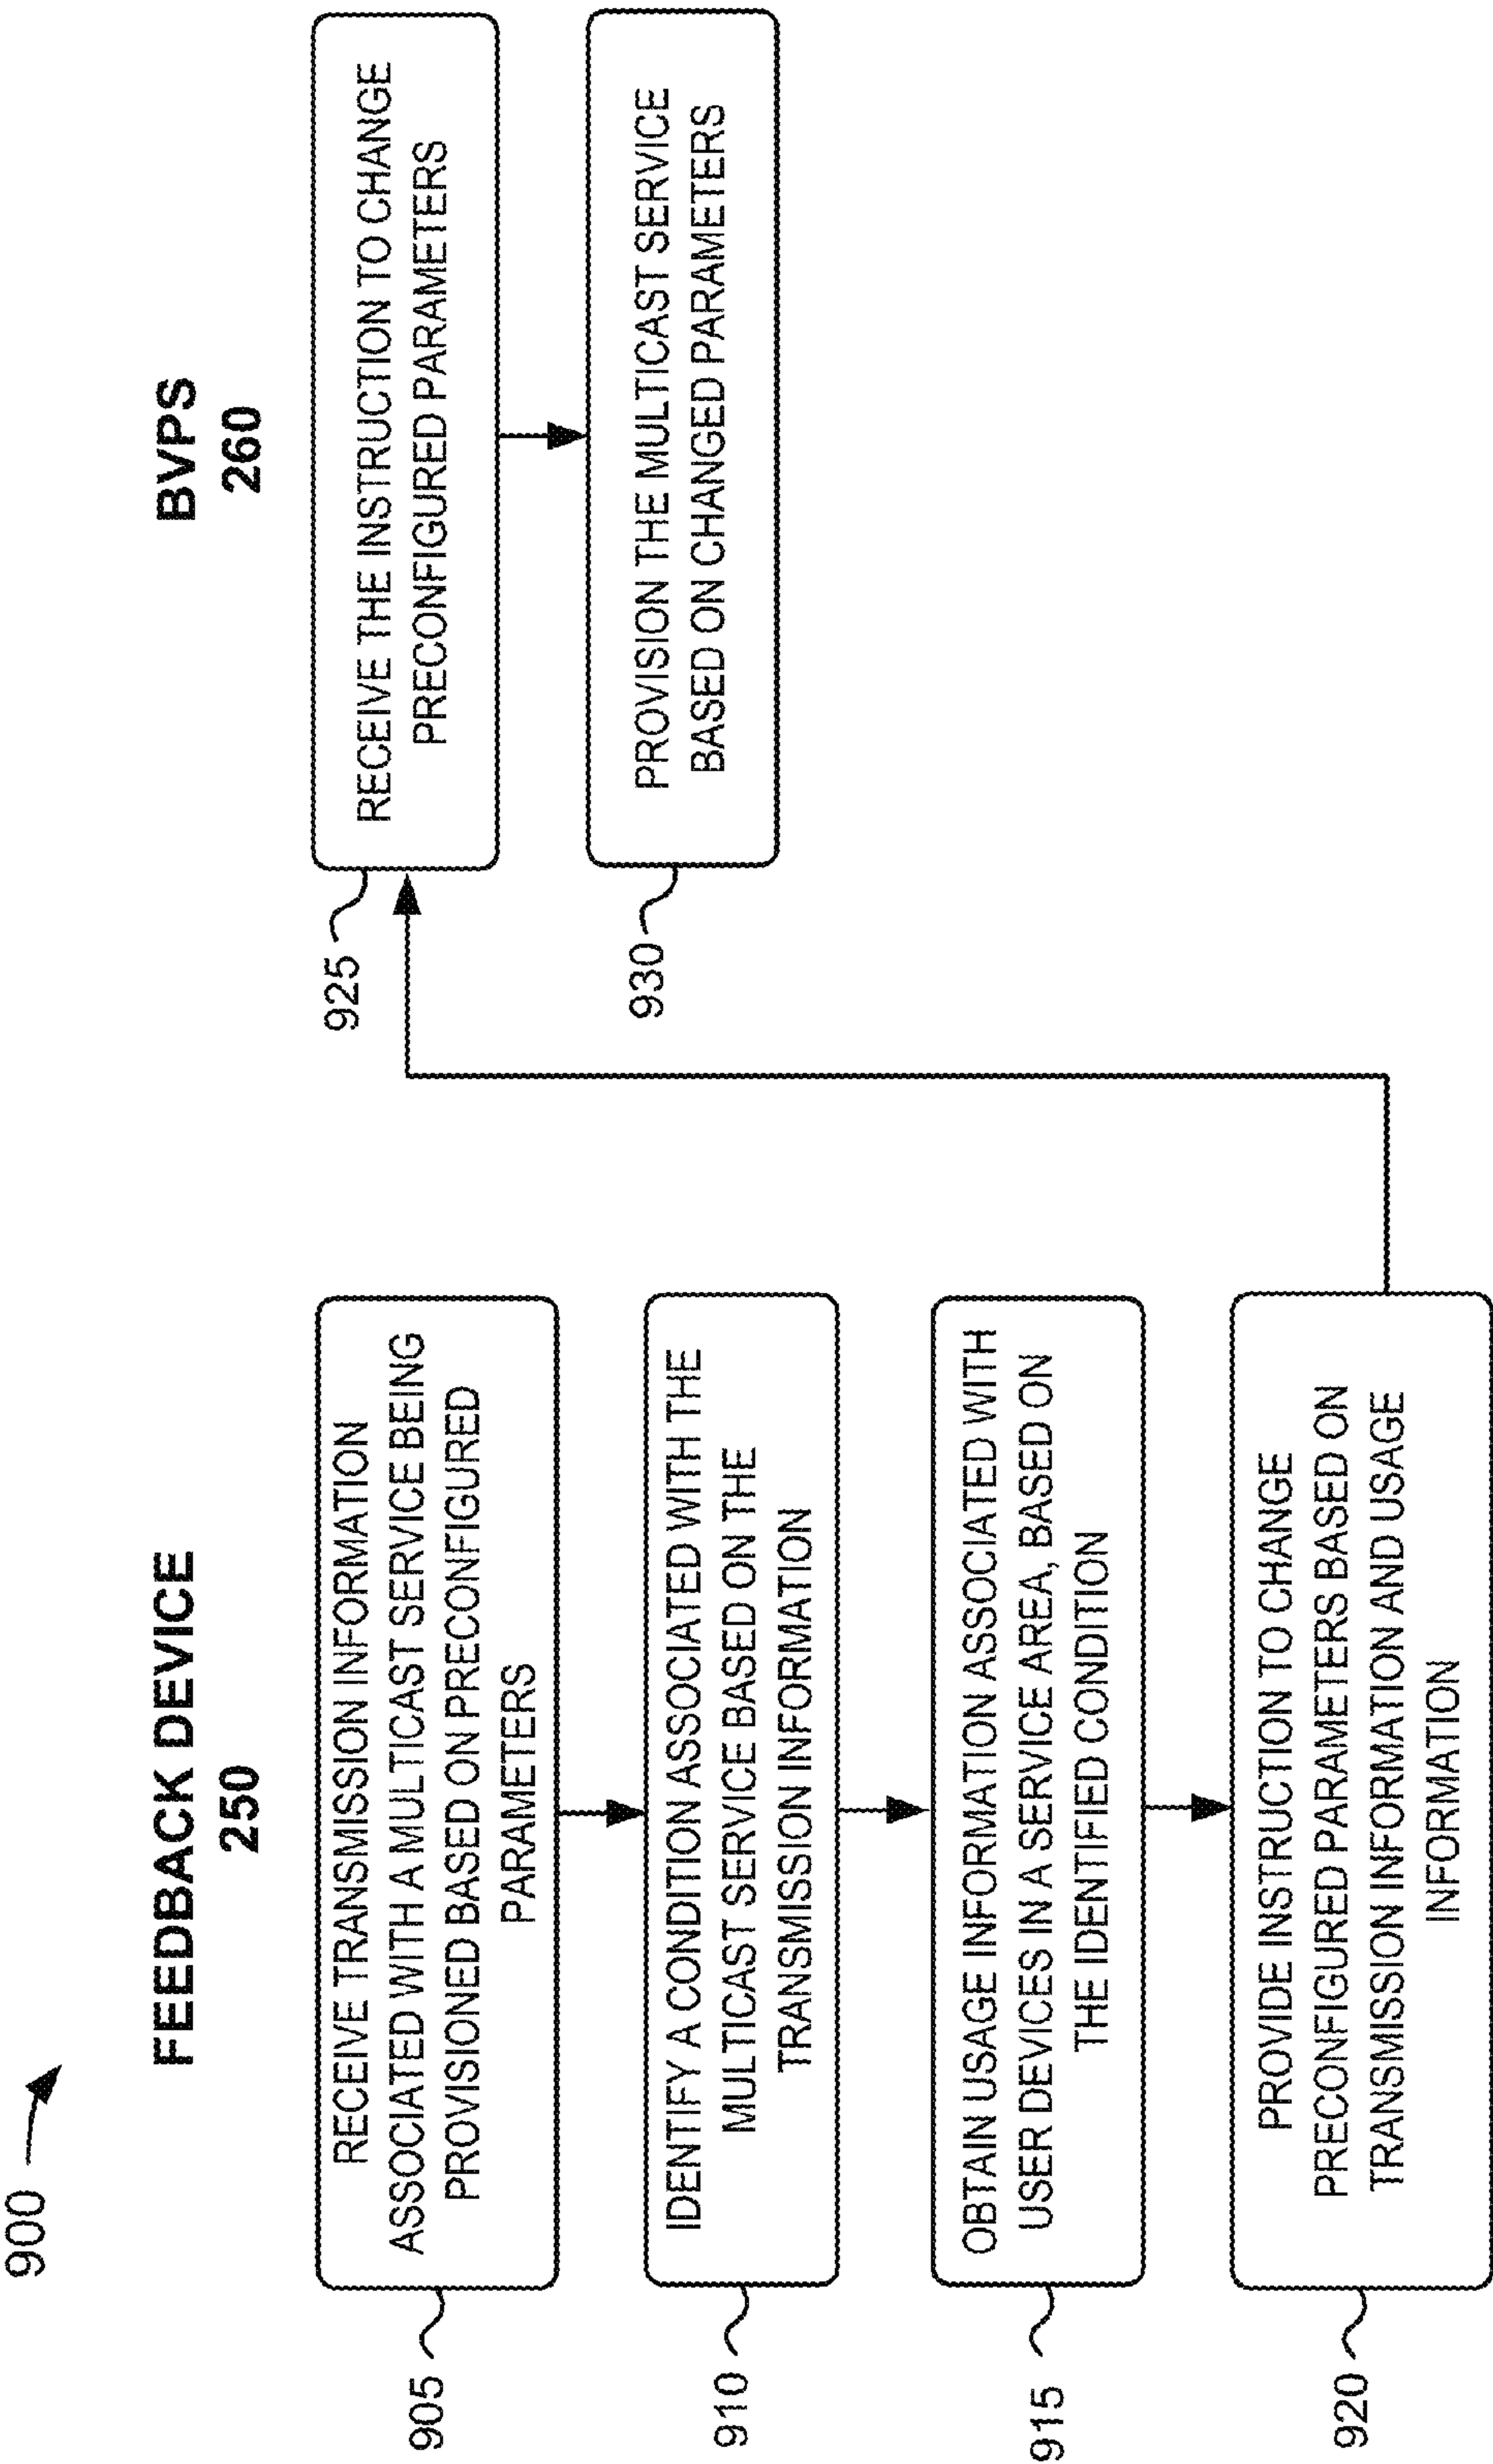 900
FEEDBACK DEVICE
250
905
RECEIVE TRANSMISSION INFORMATION
ASSOCIATED WITH A MULTICAST SERVICE BEING
PROVISIONED BASED ON PRECONFIGURED
PARAMETERS
910
IDENTIFY A CONDITION ASSOCIATED WITH THE
MULTICAST SERVICE BASED ON THE
TRANSMISSION INFORMATION
915
OBTAIN USAGE INFORMATION ASSOCIATED WITH
USER DEVICES IN A SERVICE AREA, BASED ON
THE IDENTIFIED CONDITION
920
PROVIDE INSTRUCTION TO CHANGE
PRECONFIGURED PARAMETERS BASED ON
TRANSMISSION INFORMATION AND USAGE
INFORMATION
BVPS
260
925
RECEIVE THE INSTRUCTION TO CHANGE
PRECONFIGURED PARAMETERS
930
PROVISION THE MULTICAST SERVICE
BASED ON CHANGED PARAMETERS